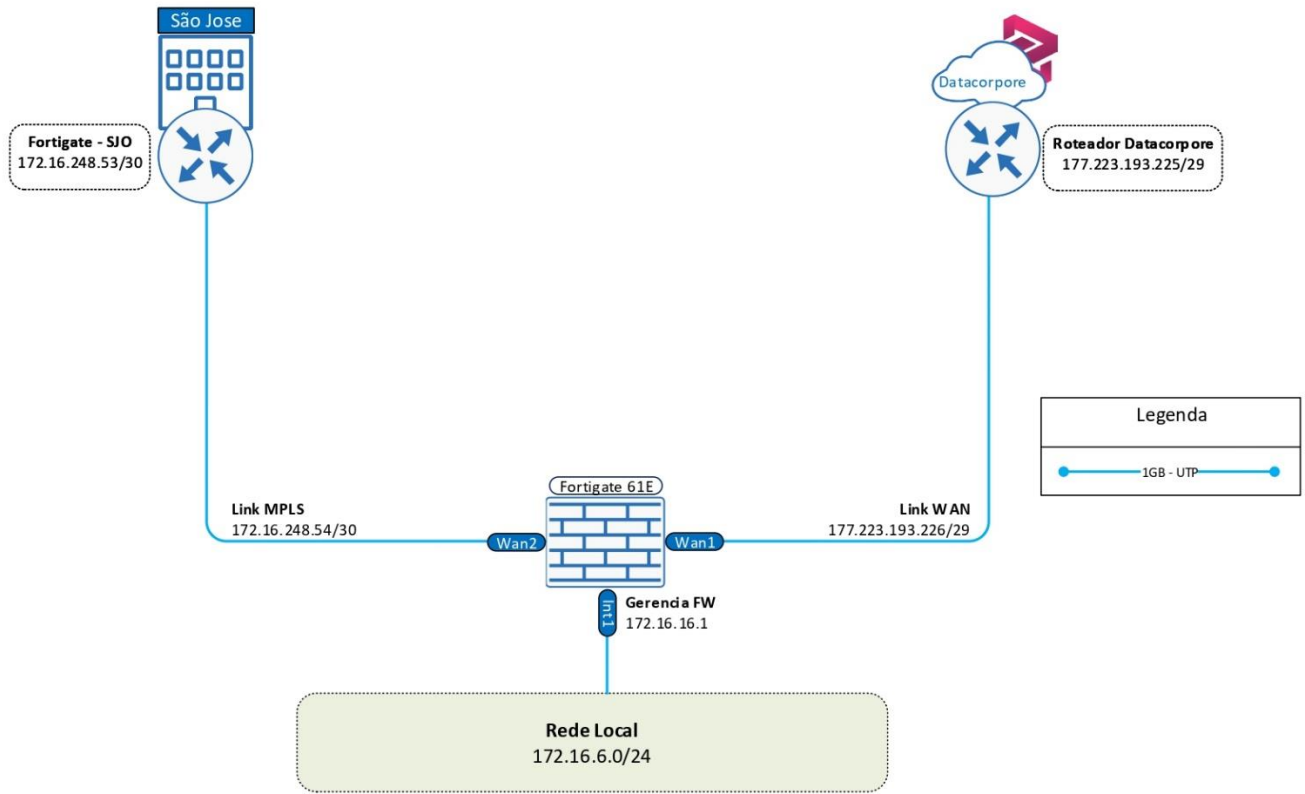 São Jose
Fortigate - SJO
172.16.248.53/30
Datacorpore
Roteador Datacorpore
177.223.193.225/29
Legenda
1GB - UTP
Fortigate 61E
Link MPLS
172.16.248.54/30
Wan2
Wan1
Link WAN
177.223.193.226/29
Int1
Gerencia FW
172.16.16.1
Rede Local
172.16.6.0/24